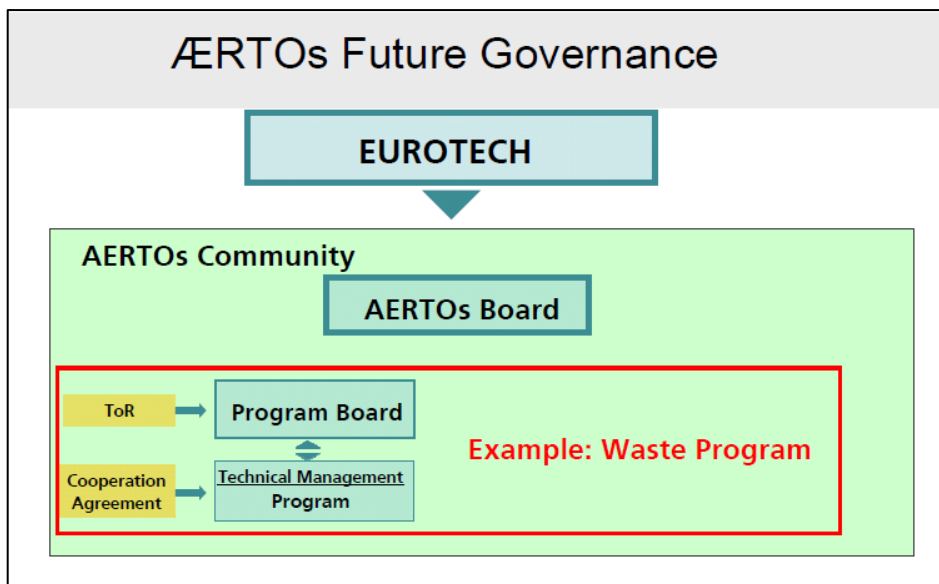 ÆRTOs Future Governance
EUROTECH
AERTOs Community
AERTOs Board
ToR
Program Board
Example: Waste Program
Cooperation
Agreement
Technical Management
Program